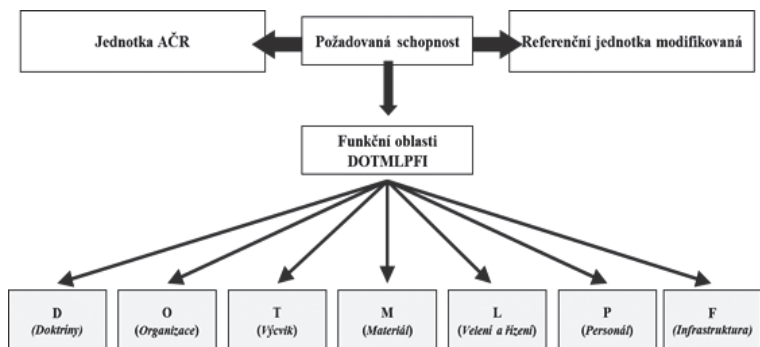 Jednotka AČR
Požadovaná schopnost
Referenční jednotka modifikovaná
Funkční oblasti
DOTMLPFI
D
(Doktríny)
O
(Organizace)
T
(Výcvik)
M
(Materiál)
L
(Velení a řízení)
P
(Personál)
F
(Infrastruktura)